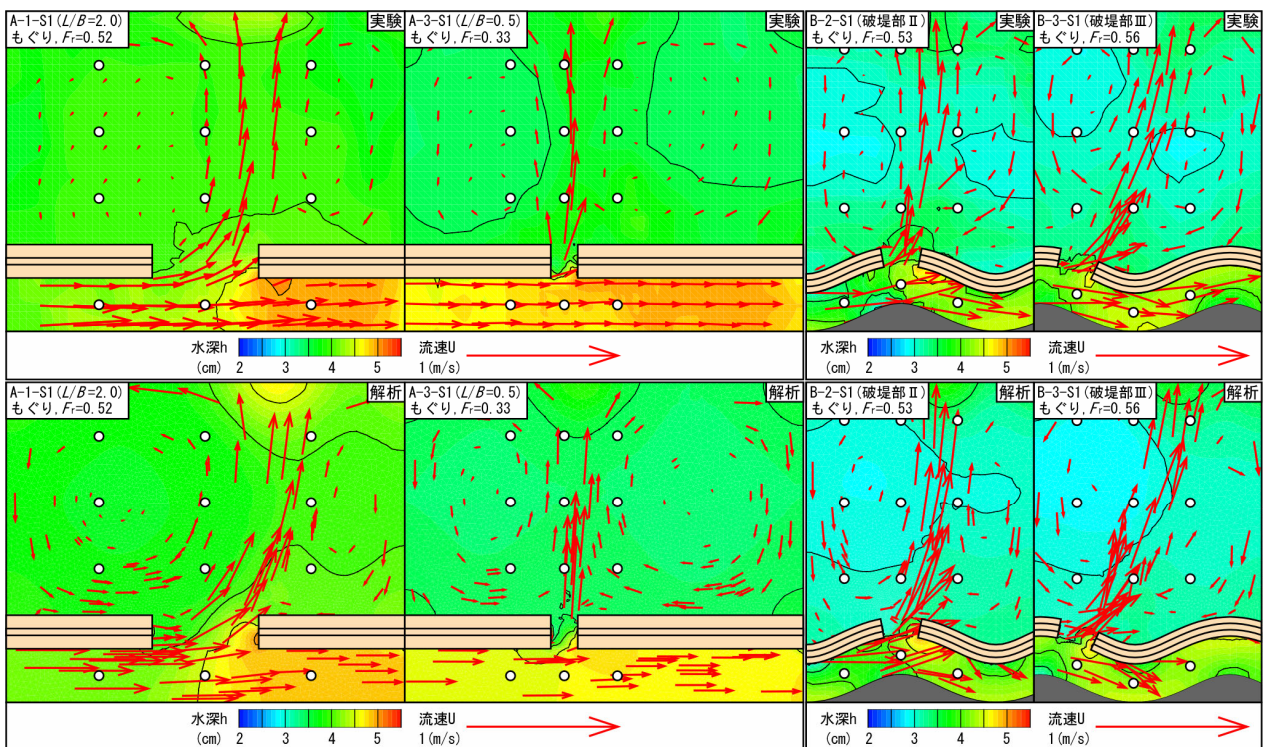 A-1-S1(L/B=2.0)
もぐり, Fr=0.52
実験
A-3-S1(L/B=0.5)
もぐり, Fr=0.33
実験
B-2-S1(破堤部Ⅱ)
もぐり, Fr=0.53
実験
B-3-S1(破堤部Ⅲ)
もぐり, Fr=0.56
実験
水深h
(cm) 2 3 4 5
流速U
1(m/s)
水深h
(cm) 2 3 4 5
流速U
1(m/s)
A-1-S1(L/B=2.0)
もぐり, Fr=0.52
解析
A-3-S1(L/B=0.5)
もぐり, Fr=0.33
解析
B-2-S1(破堤部Ⅱ)
もぐり, Fr=0.53
解析
B-3-S1(破堤部Ⅲ)
もぐり, Fr=0.56
解析
水深h
(cm) 2 3 4 5
流速U
1(m/s)
水深h
(cm) 2 3 4 5
流速U
1(m/s)